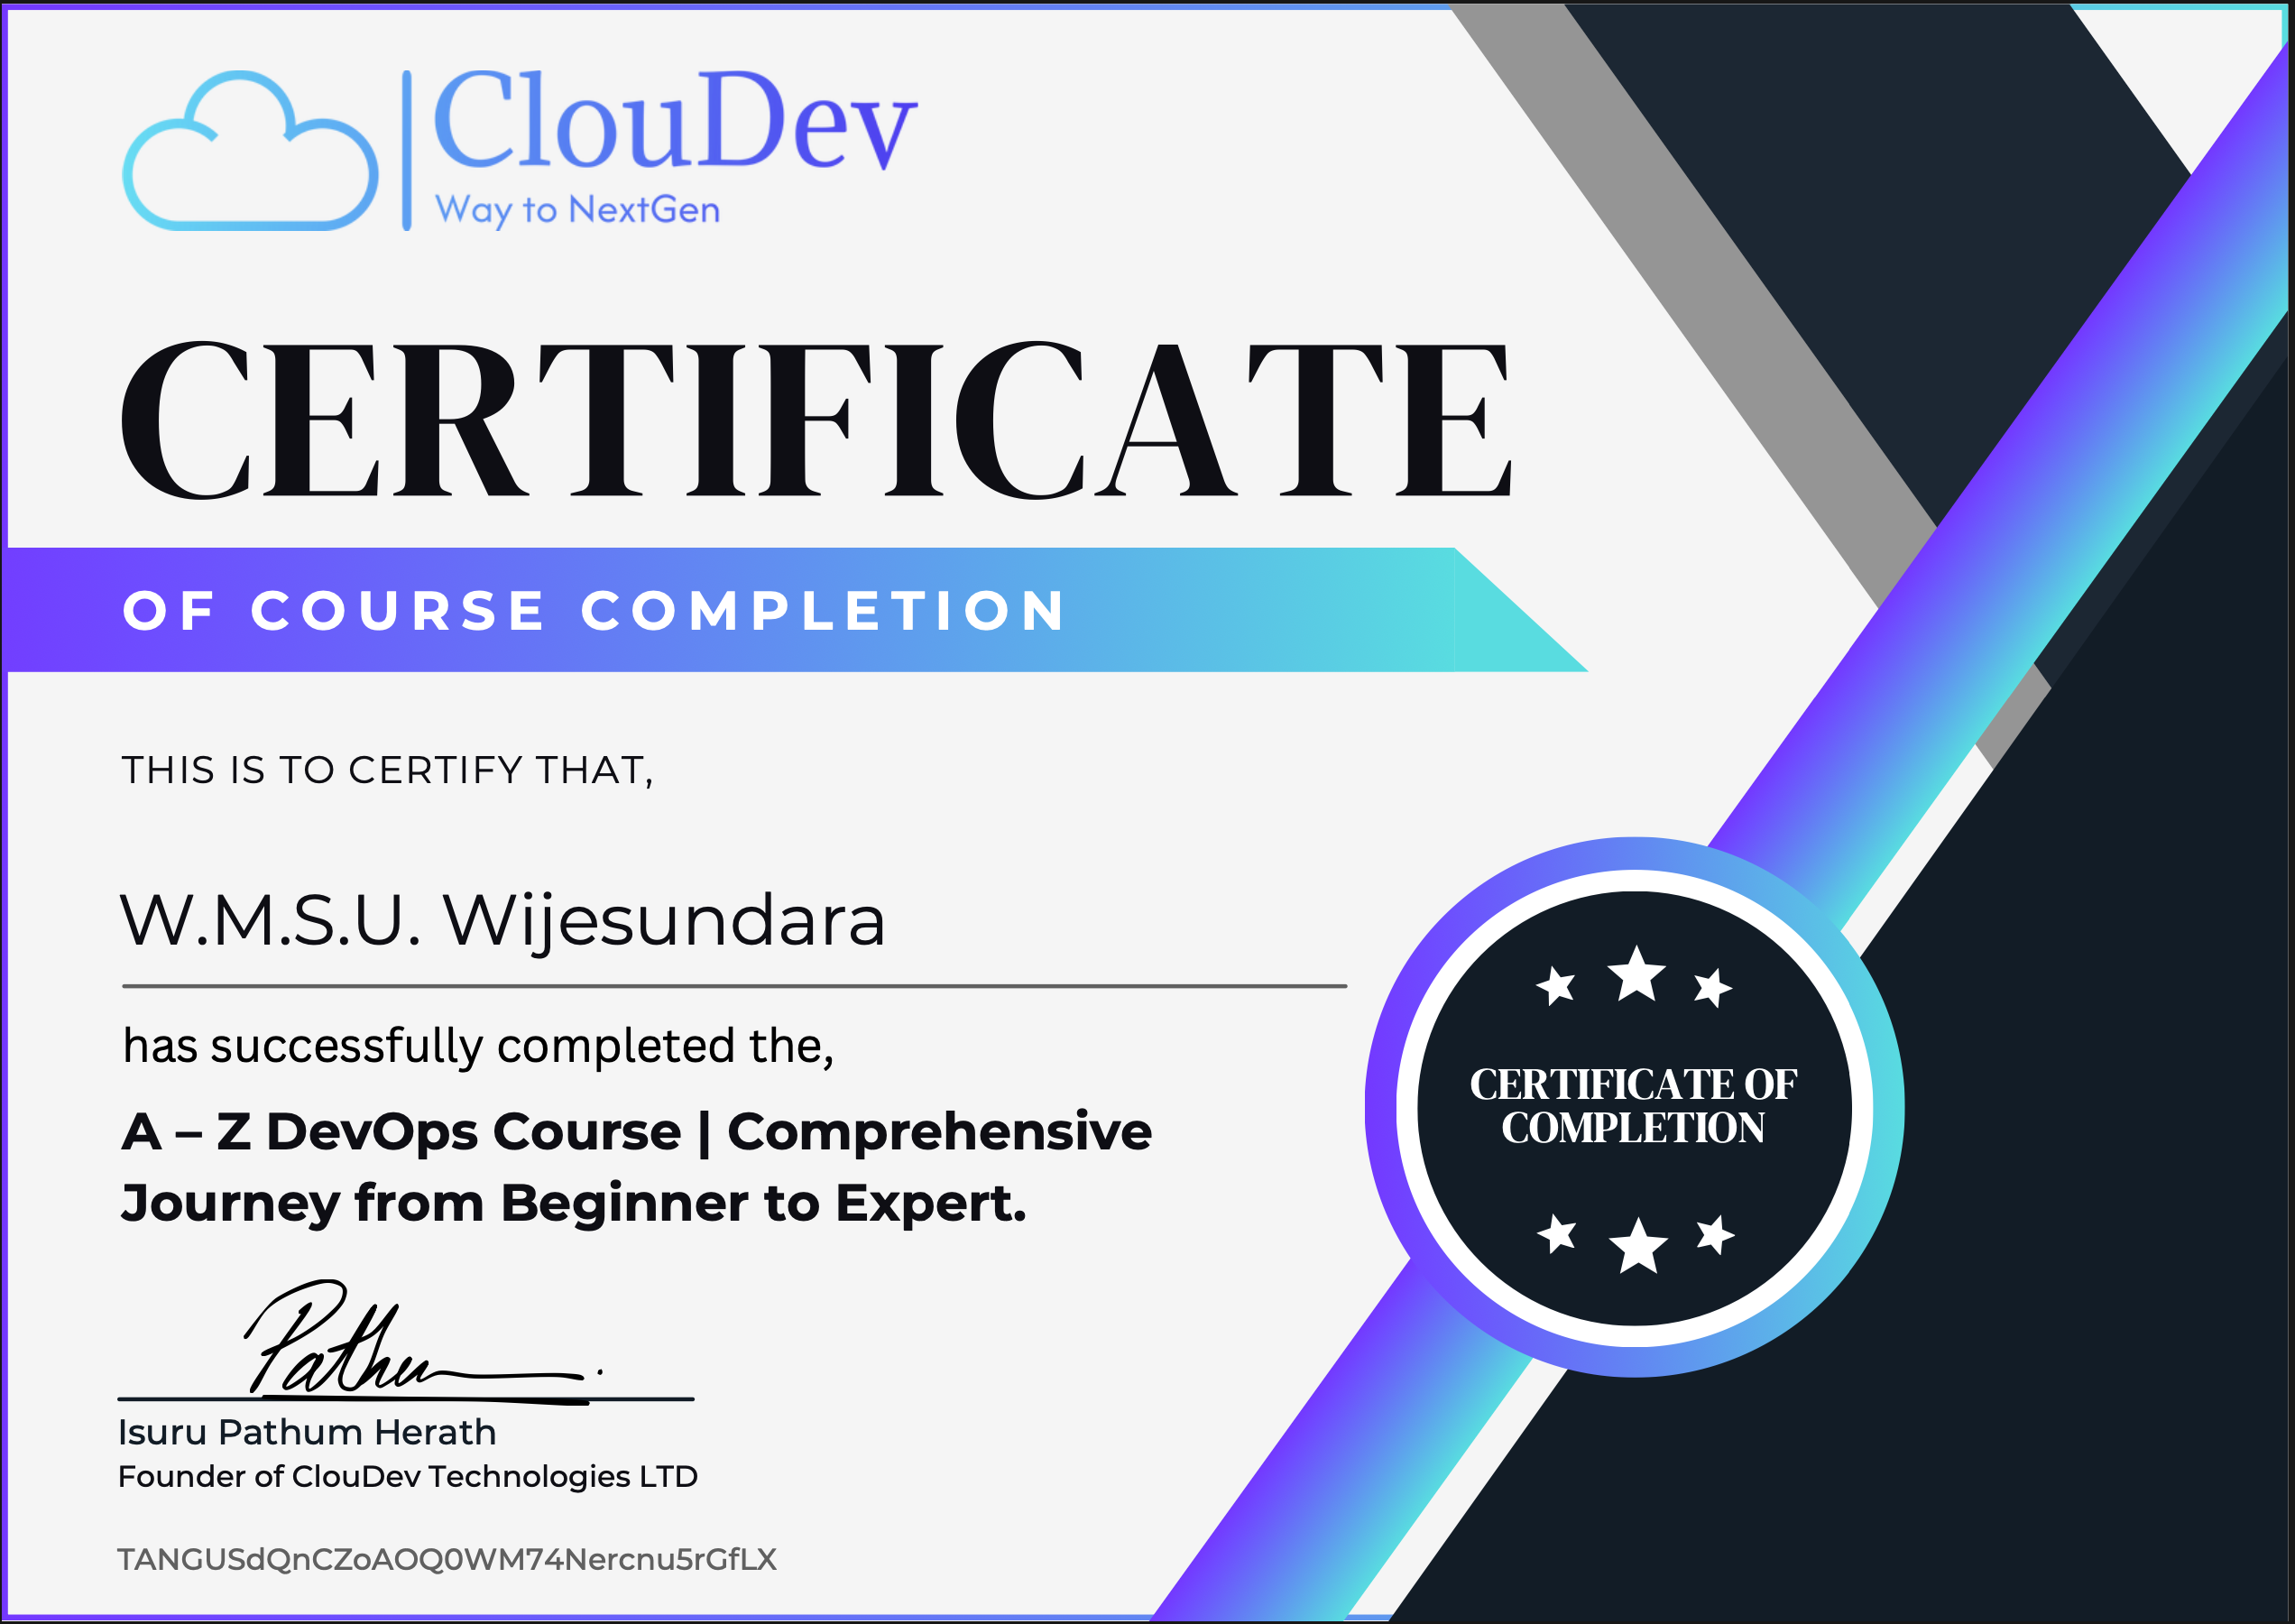 ClouDev
Way to NextGen
CERTIFICATE
OF COURSE COMPLETION
THIS IS TO CERTIFY THAT,
W.M.S.U. Wijesundara
has successfully completed the,
A – Z DevOps Course | Comprehensive
Journey from Beginner to Expert.
CERTIFICATE OF
COMPLETION
Pathum
Isuru Pathum Herath
Founder of ClouDev Technologies LTD
TANGUSdQnCZoAOQ0WM74Nercnu5rGfLX